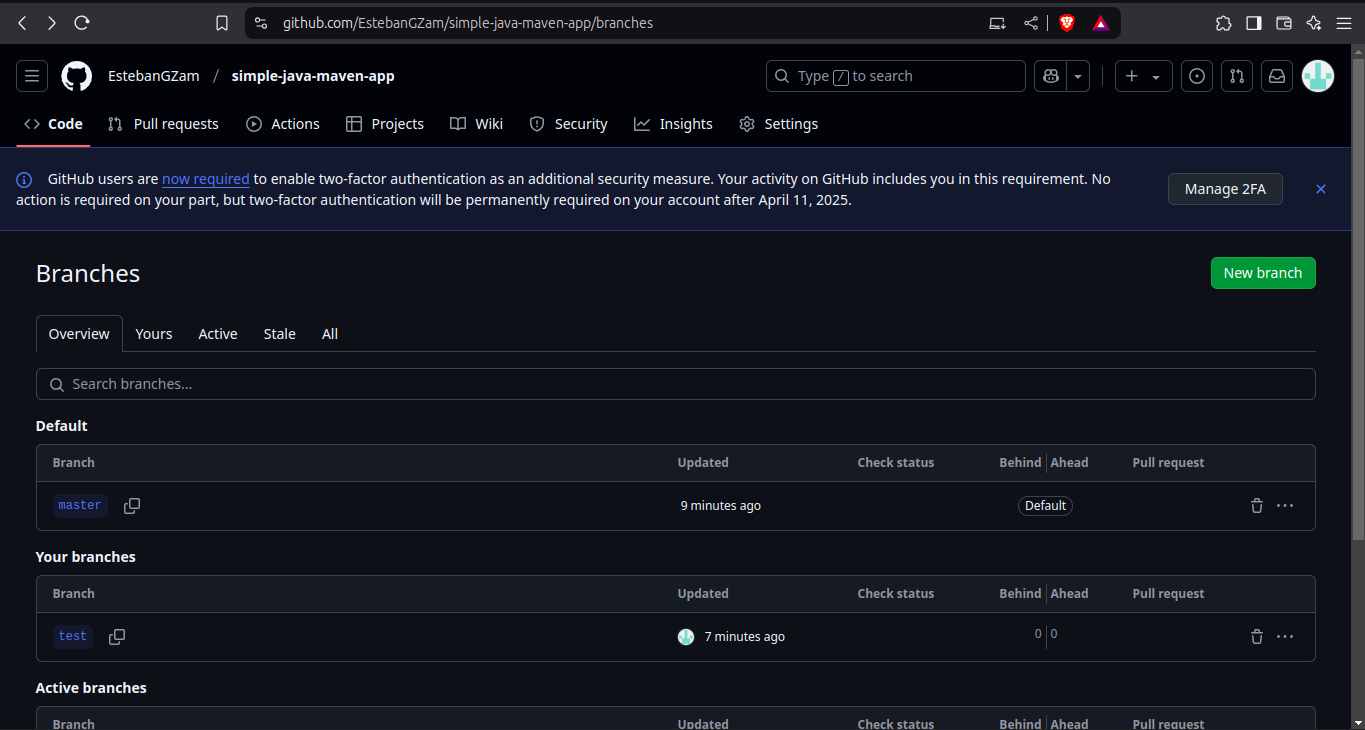 github.com/EstebanGZam/simple-java-maven-app/branches
EstebanGZam / simple-java-maven-app
Type / to search
Code Pull requests Actions Projects Wiki Security Insights Settings
GitHub users are now required to enable two-factor authentication as an additional security measure. Your activity on GitHub includes you in this requirement. No
action is required on your part, but two-factor authentication will be permanently required on your account after April 11, 2025.
Manage 2FA
Branches
New branch
Overview Yours Active Stale All
Search branches...
Default
Branch Updated Check status Behind Ahead Pull request
master 9 minutes ago Default
Your branches
Branch Updated Check status Behind Ahead Pull request
test 7 minutes ago 0 0
Active branches
Branch Updated Check status Behind Ahead Pull request